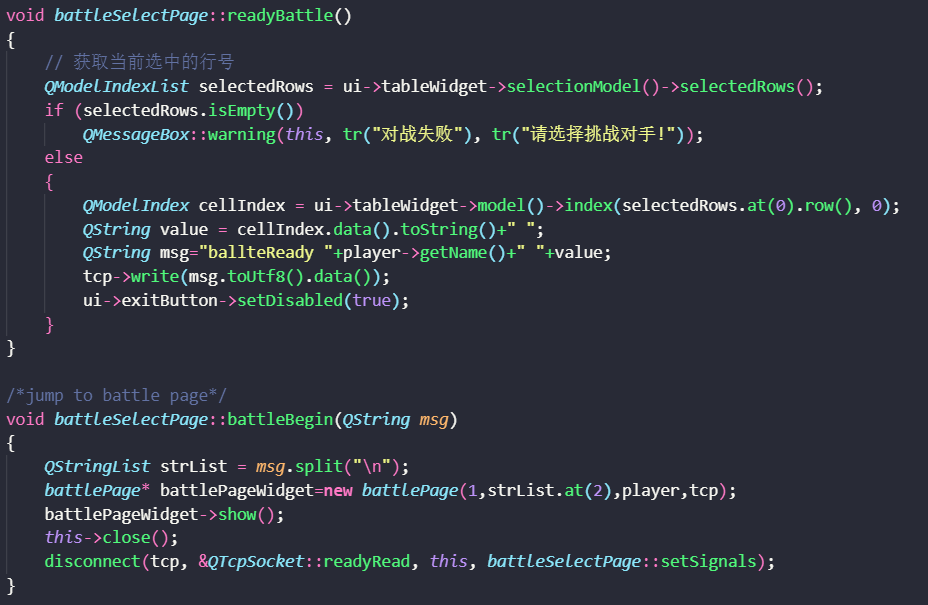 void battleSelectPage::readyBattle()
{
    // 获取当前选中的行号
    QModelIndexList selectedRows = ui->tableWidget->selectionModel()->selectedRows();
    if (selectedRows.isEmpty())
        QMessageBox::warning(this, tr("对战失败"), tr("请选择挑战对手!"));
    else
    {
        QModelIndex cellIndex = ui->tableWidget->model()->index(selectedRows.at(0).row(), 0);
        QString value = cellIndex.data().toString()+" ";
        QString msg="ballteReady "+player->getName()+" "+value;
        tcp->write(msg.toUtf8().data());
        ui->exitButton->setDisabled(true);
    }
}

/*jump to battle page*/
void battleSelectPage::battleBegin(QString msg)
{
    QStringList strList = msg.split("\n");
    battlePage* battlePageWidget=new battlePage(1,strList.at(2),player,tcp);
    battlePageWidget->show();
    this->close();
    disconnect(tcp, &QTcpSocket::readyRead, this, battleSelectPage::setSignals);
}